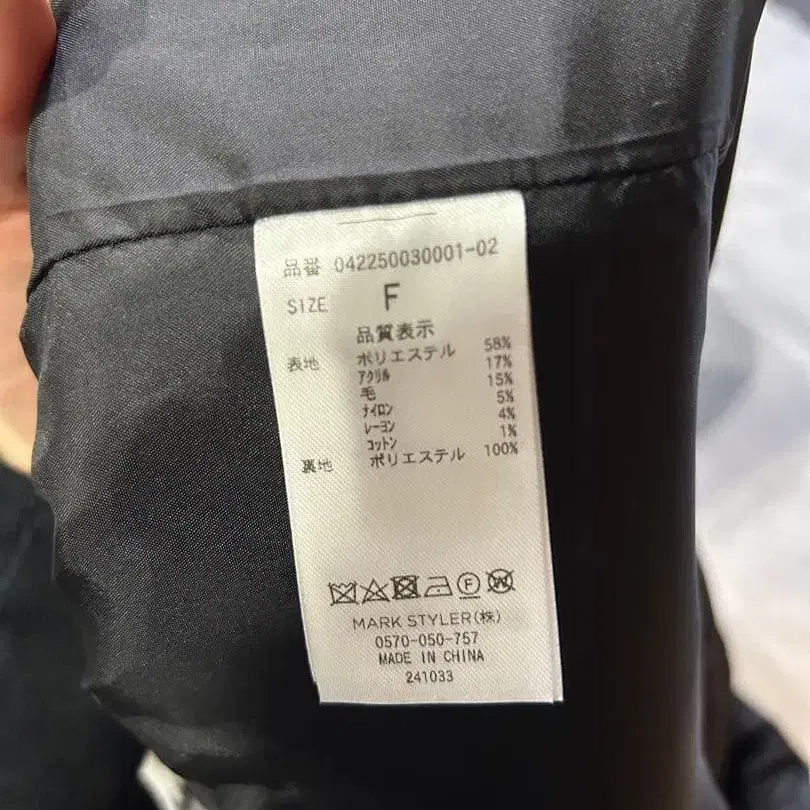 品番 042250030001-02
SIZE F
品質表示
表地 ポリエステル 58%
アクリル 17%
毛 15%
ナイロン 5%
レーヨン 4%
コットン 1%
裏地 ポリエステル 100%
F W
MARK STYLER(株)
0570-050-757
MADE IN CHINA
241033